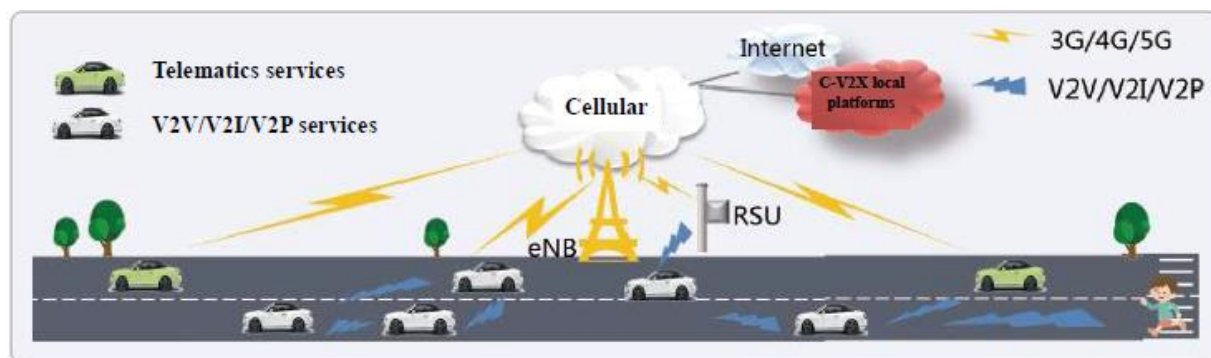 Telematics services
V2V/V2I/V2P services
Cellular
Internet
C-V2X local
platforms
3G/4G/5G
V2V/V2I/V2P
eNB
RSU